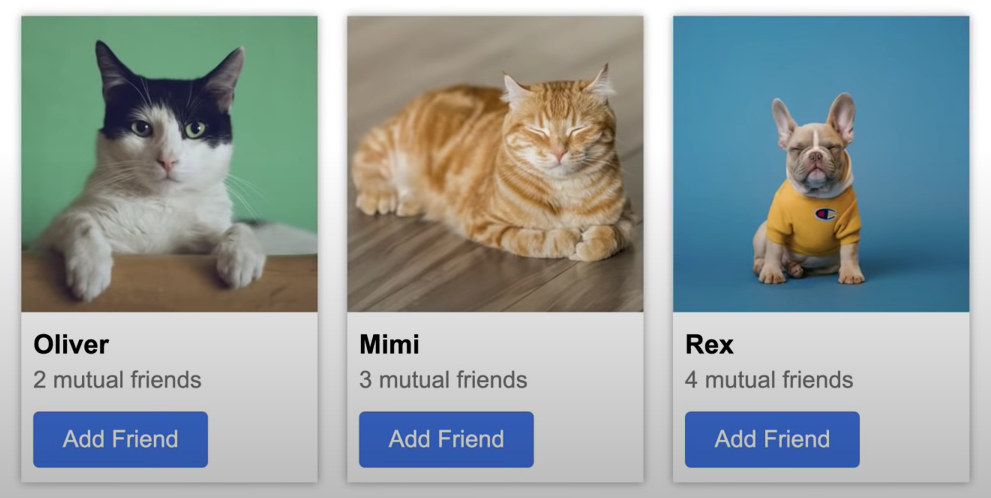 Oliver
2 mutual friends
Add Friend
Mimi
3 mutual friends
Add Friend
Rex
4 mutual friends
Add Friend